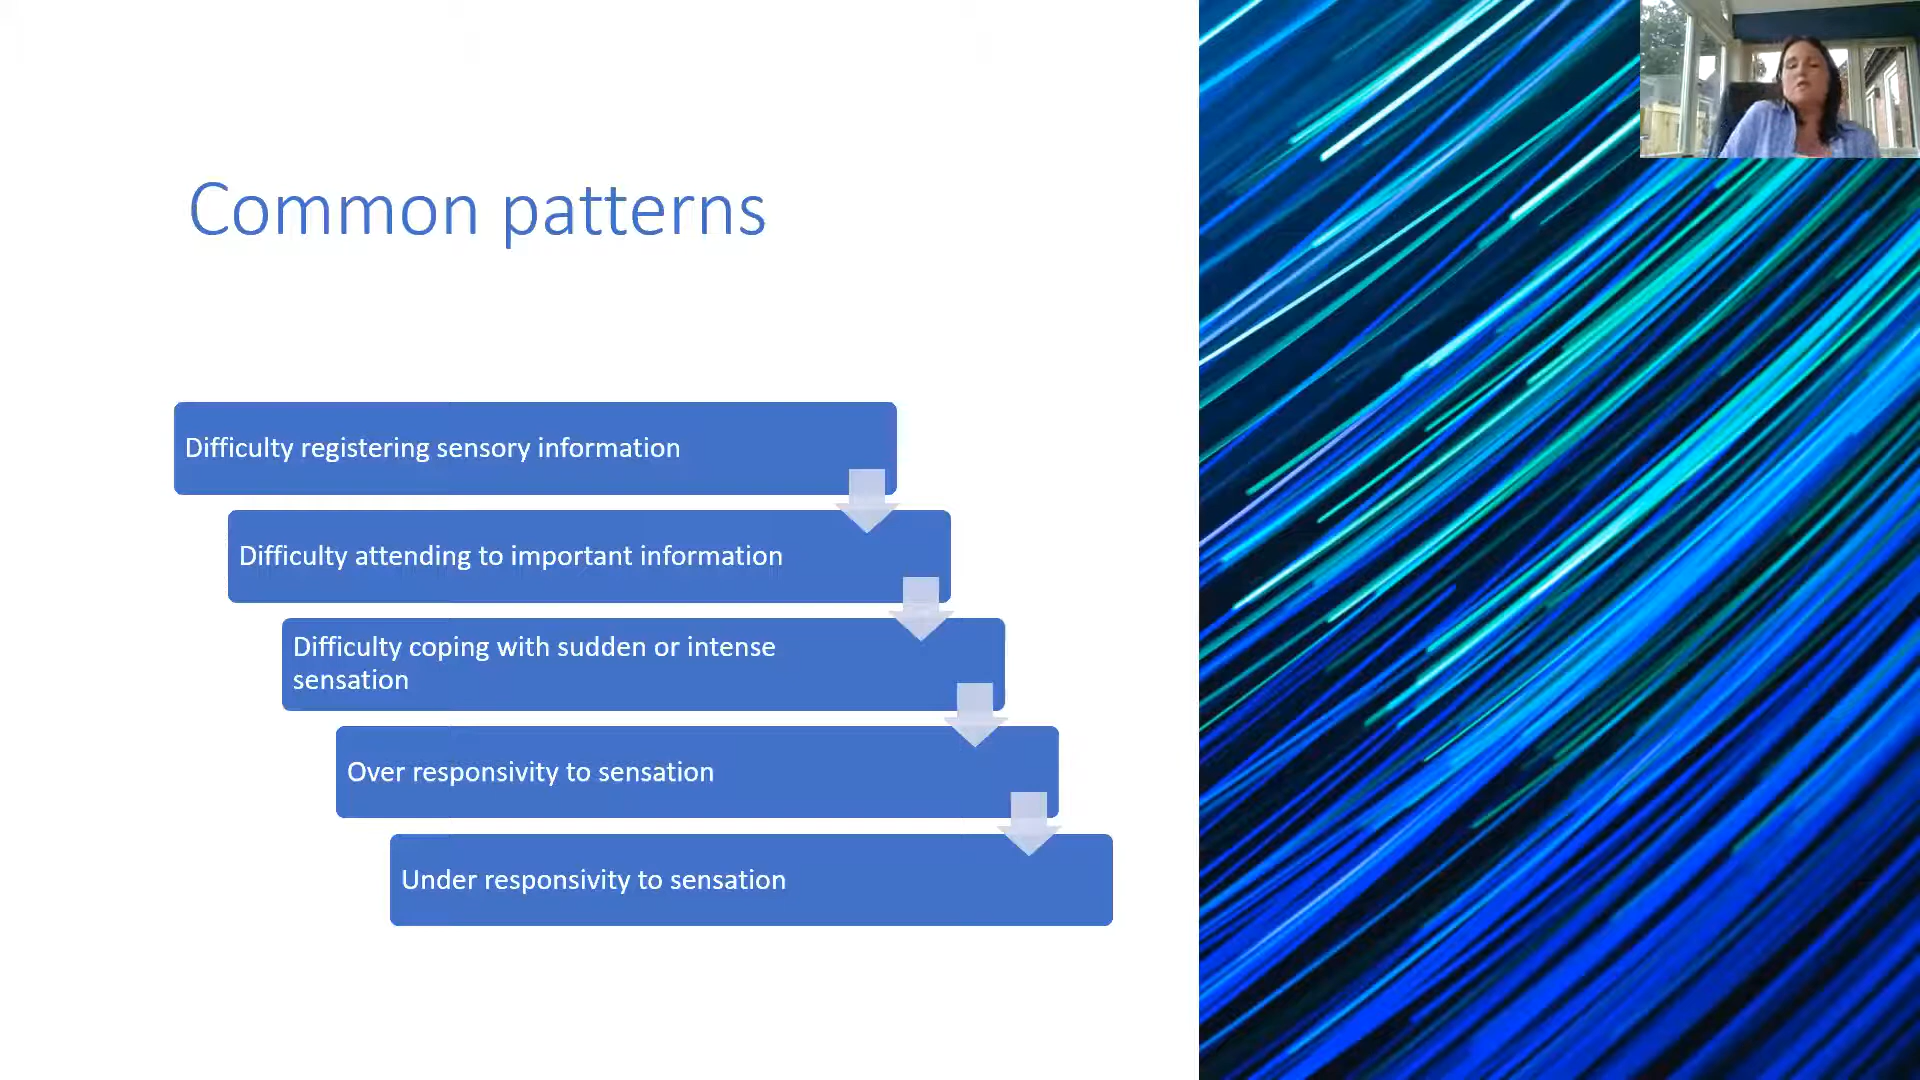 Common patterns
Difficulty registering sensory information
Difficulty attending to important information
Difficulty coping with sudden or intense
sensation
Over responsivity to sensation
Under responsivity to sensation